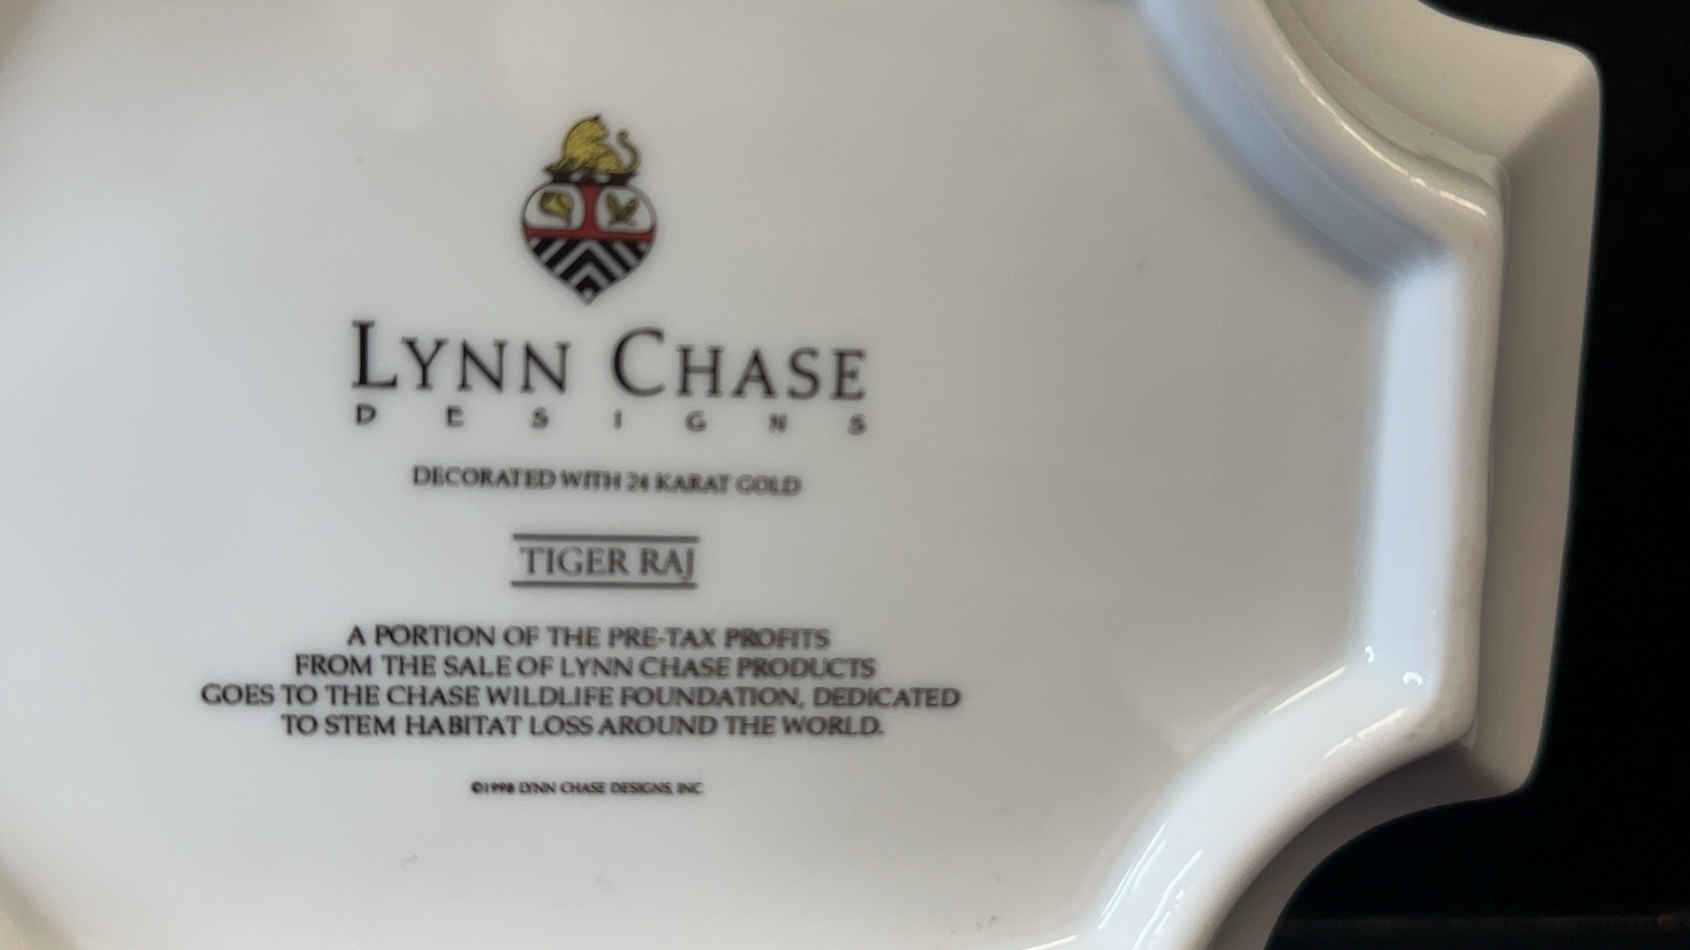 LYNN CHASE
DESIGNS
DECORATED WITH 24 KARAT GOLD
TIGER RAJ
A PORTION OF THE PRE-TAX PROFITS
FROM THE SALE OF LYNN CHASE PRODUCTS
GOES TO THE CHASE WILDLIFE FOUNDATION, DEDICATED
TO STEM HABITAT LOSS AROUND THE WORLD.
©1998 LYNN CHASE DESIGNS, INC.